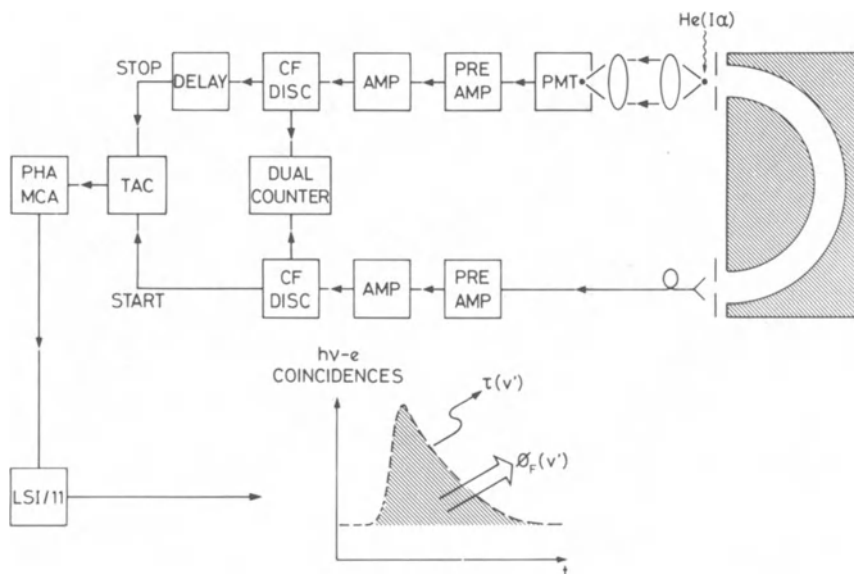 He(Iα)
STOP
DELAY
CF
DISC
AMP
PRE
AMP
PMT
PHA
MCA
TAC
DUAL
COUNTER
START
CF
DISC
AMP
PRE
AMP
hν-e
COINCIDENCES
τ(v')
Ø_F(v')
LSI/11
t